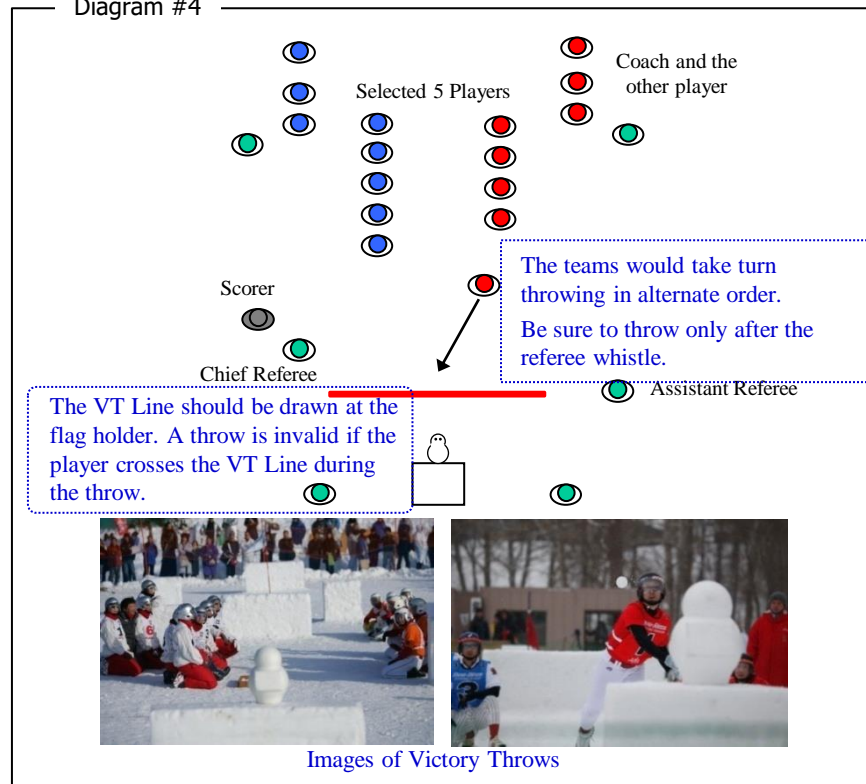 Diagram #4
Coach and the
other player
Selected 5 Players
The teams would take turn
throwing in alternate order.
Be sure to throw only after the
referee whistle.
Scorer
Chief Referee
Assistant Referee
The VT Line should be drawn at the
flag holder. A throw is invalid if the
player crosses the VT Line during
the throw.
Images of Victory Throws